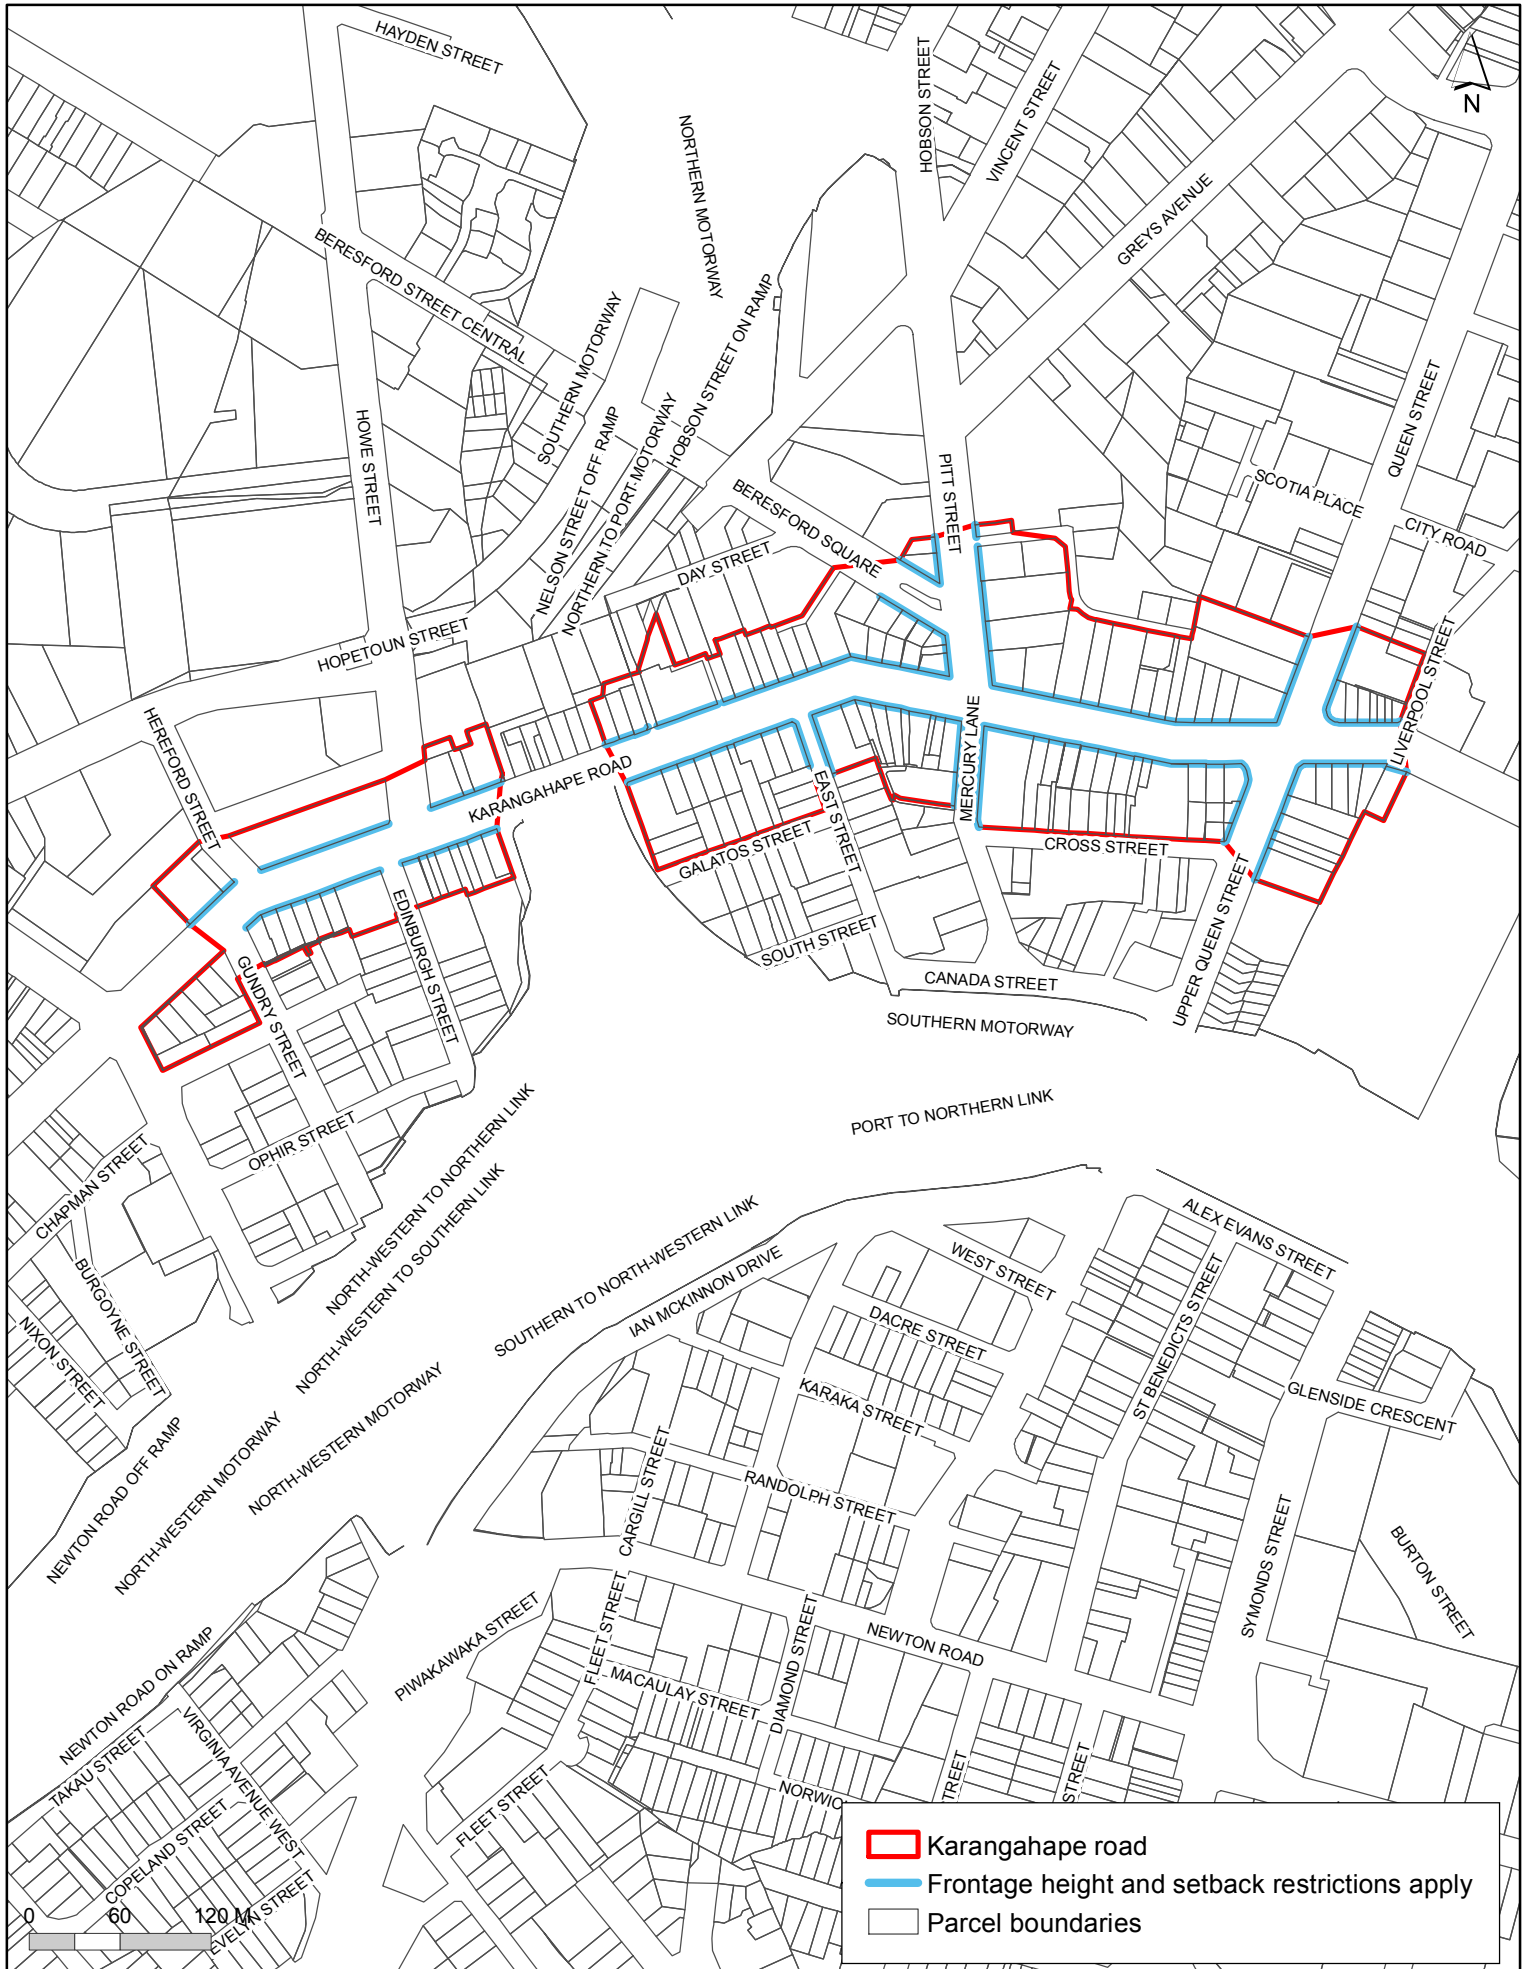 HAYDEN STREET
HOBSON STREET
VINCENT STREET
N
NORTHERN MOTORWAY
GREYS AVENUE
BERESFORD STREET CENTRAL
SOUTHERN MOTORWAY
HOBSON STREET ON RAMP
HOWE STREET
NELSON STREET OFF RAMP
NORTHERN TO PORT MOTORWAY
QUEEN STREET
PITT STREET
SCOTIA PLACE
BERESFORD SQUARE
CITY ROAD
DAY STREET
HOPETOUN STREET
LIVERPOOL STREET
HEREFORD STREET
MERCURY LANE
KARANGAHAPE ROAD
EAST STREET
GALATOS STREET
CROSS STREET
EDINBURGH STREET
UPPER QUEEN STREET
SOUTH STREET
GUNDRY STREET
CANADA STREET
SOUTHERN MOTORWAY
PORT TO NORTHERN LINK
OPHIR STREET
CHAPMAN STREET
NORTH-WESTERN TO NORTHERN LINK
NORTH-WESTERN TO SOUTHERN LINK
SOUTHERN TO NORTH-WESTERN LINK
ALEX EVANS STREET
WEST STREET
IAN MCKINNON DRIVE
BURGOYNE STREET
DACRE STREET
NIXON STREET
ST BENEDICTS STREET
KARAKA STREET
GLENSIDE CRESCENT
NEWTON ROAD OFF RAMP
NORTH-WESTERN MOTORWAY
NORTH-WESTERN MOTORWAY
CARGILL STREET
RANDOLPH STREET
SYMONDS STREET
BURTON STREET
PIWAKAWAKA STREET
FLEET STREET
DIAMOND STREET
NEWTON ROAD
NEWTON ROAD ON RAMP
MACAULAY STREET
VIRGINIA AVENUE WEST
TAKAU STREET
FLEET STREET
NORWIC
STREET
STREET
COPELAND STREET
EVELYN STREET
0 60 120 M
Karangahape road
Frontage height and setback restrictions apply
Parcel boundaries